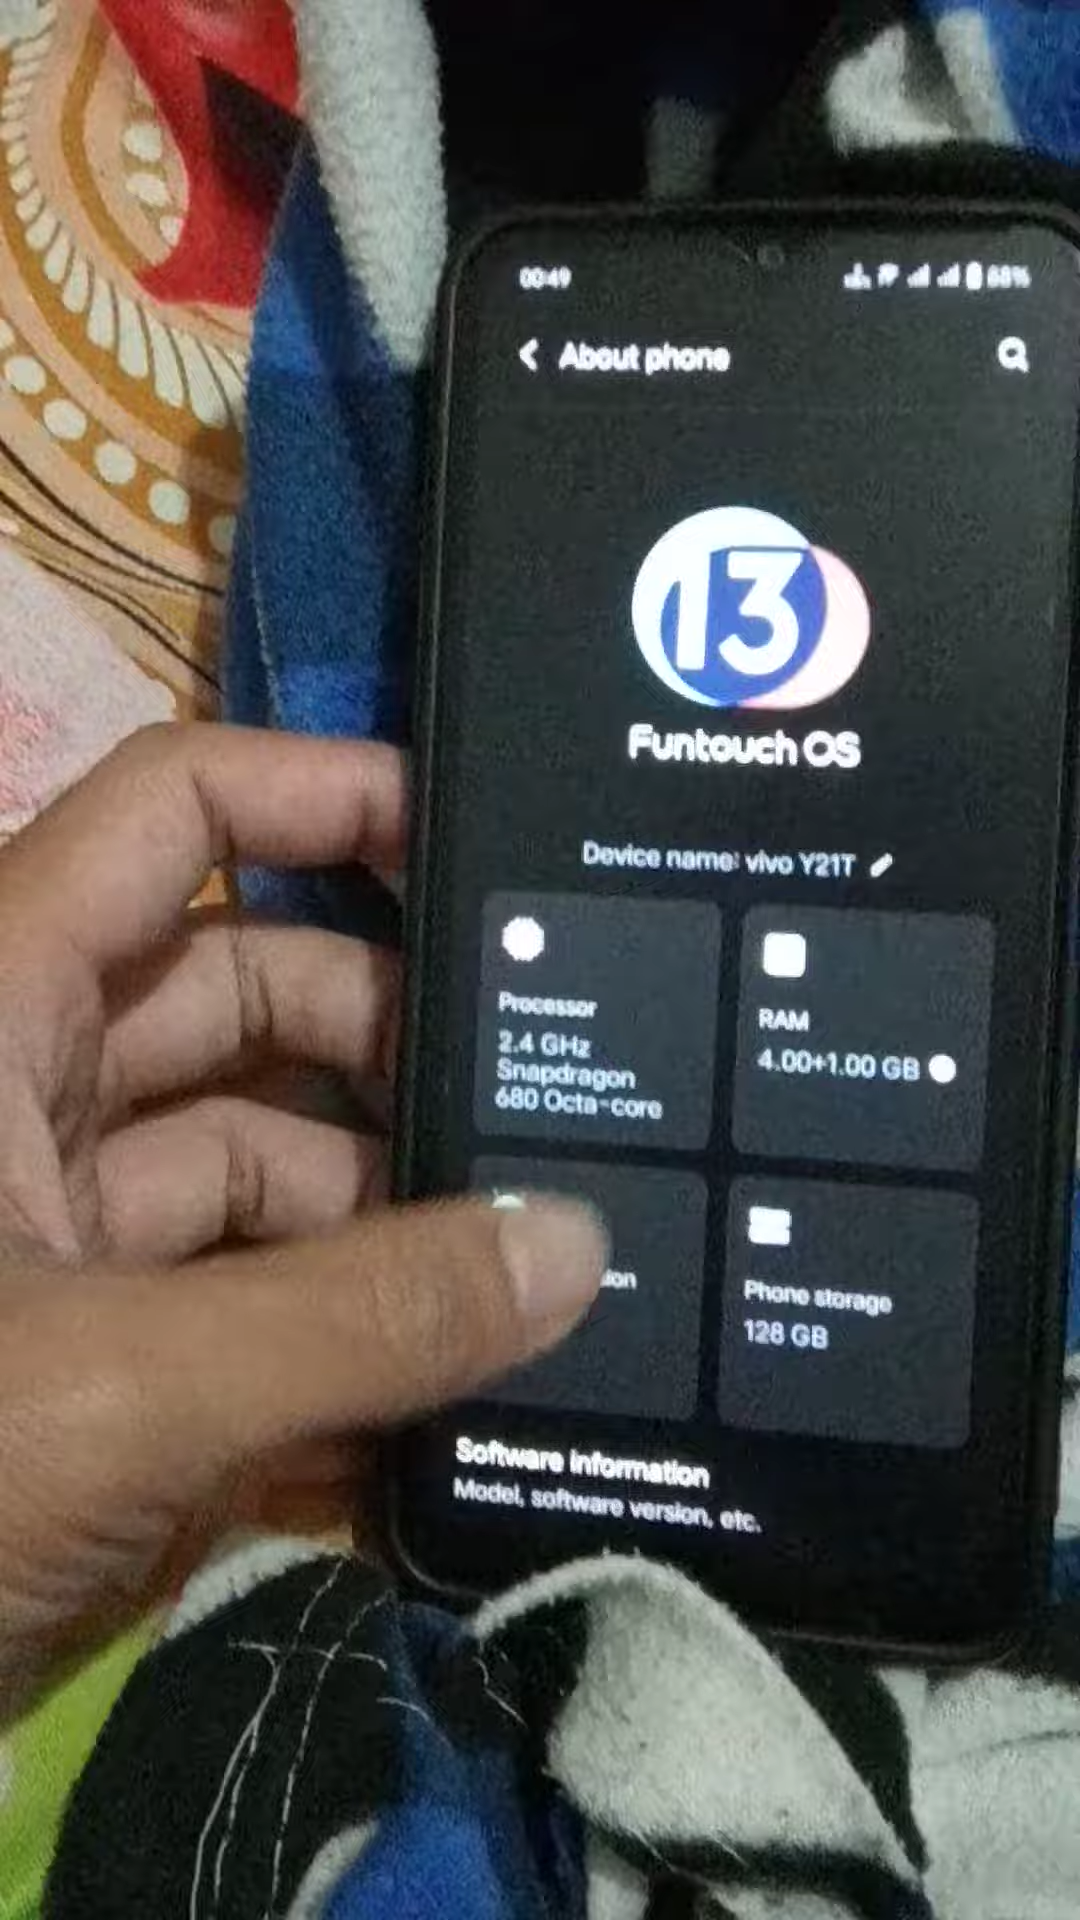 00:49
68%
About phone
13
Funtouch OS
Device name: vivo Y21T
Processor
2.4 GHz
Snapdragon
680 Octa-core
RAM
4.00+1.00 GB
Phone storage
128 GB
Software information
Model, software version, etc.